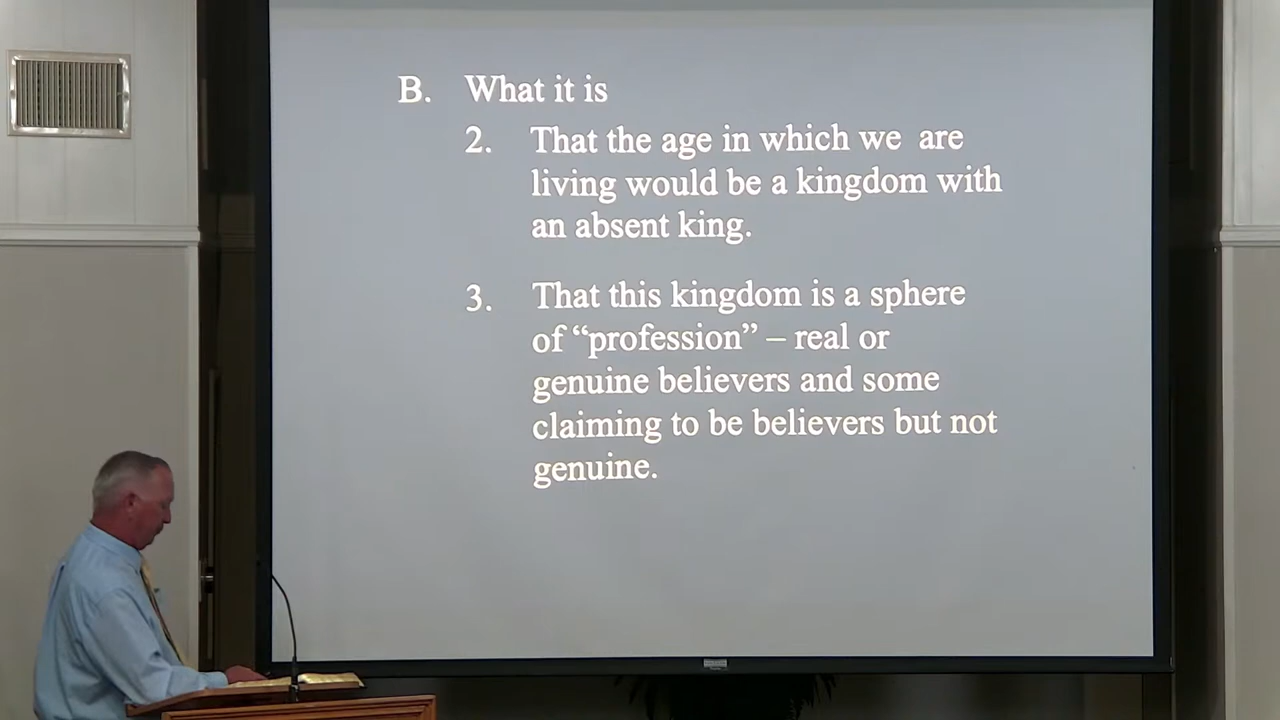 B. What it is
2. That the age in which we are
living would be a kingdom with
an absent king.
3. That this kingdom is a sphere
of “profession” – real or
genuine believers and some
claiming to be believers but not
genuine.